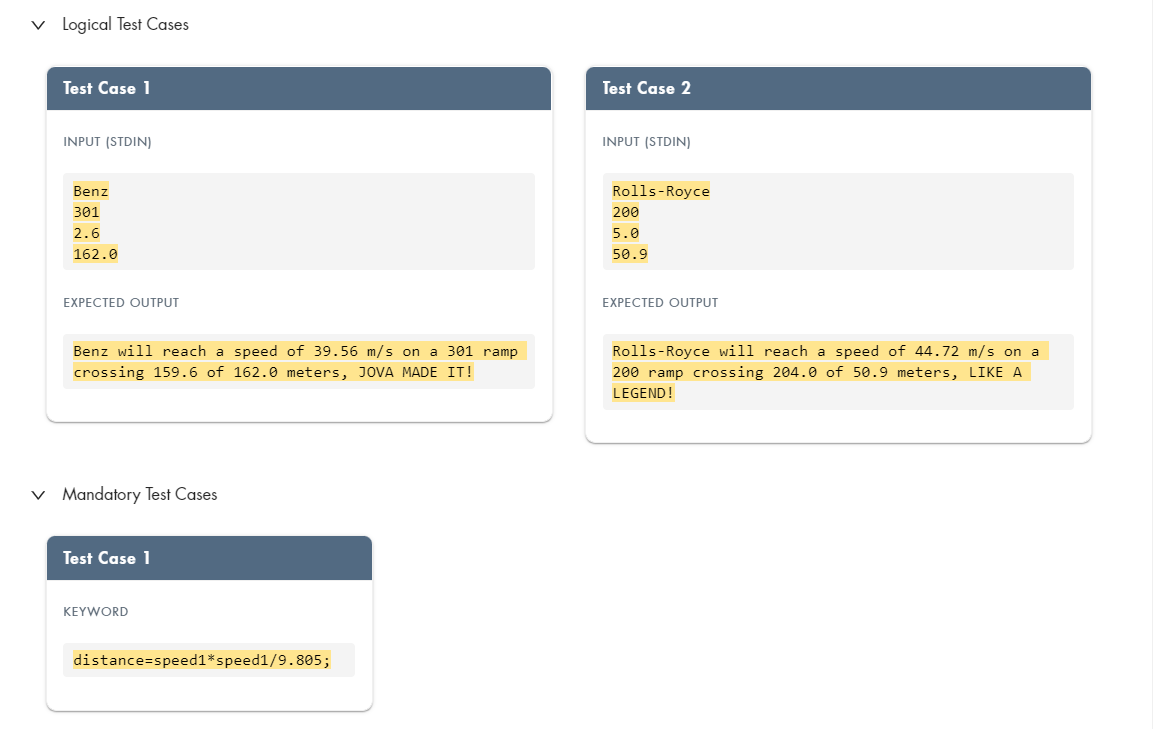 Logical Test Cases
Test Case 1
INPUT (STDIN)
Benz
301
2.6
162.0
EXPECTED OUTPUT
Benz will reach a speed of 39.56 m/s on a 301 ramp
crossing 159.6 of 162.0 meters, JOVA MADE IT!
Test Case 2
INPUT (STDIN)
Rolls-Royce
200
5.0
50.9
EXPECTED OUTPUT
Rolls-Royce will reach a speed of 44.72 m/s on a
200 ramp crossing 204.0 of 50.9 meters, LIKE A
LEGEND!
Mandatory Test Cases
Test Case 1
KEYWORD
distance=speed1*speed1/9.805;